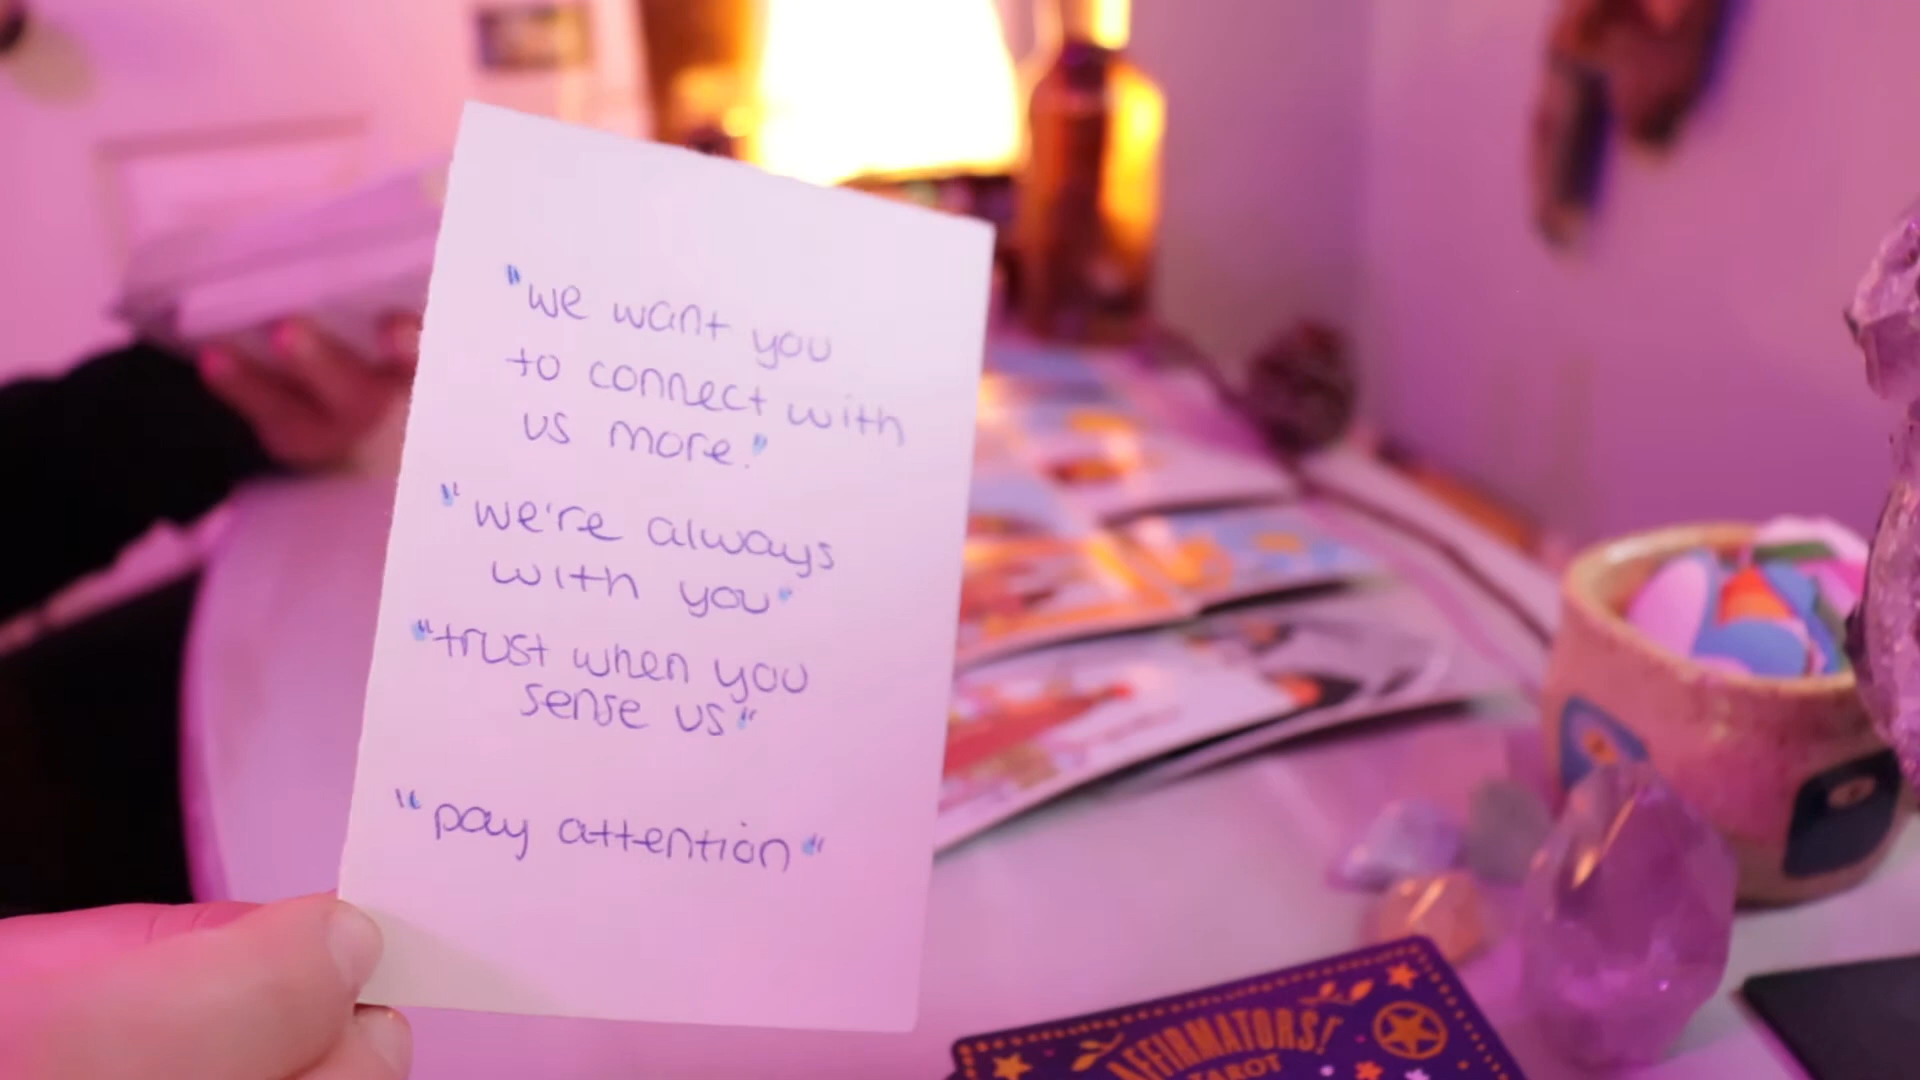 "we want you
to connect with
us more."
"we're always
with you"
"trust when you
sense us"
"pay attention"
AFFIRMATORS!
TAROT